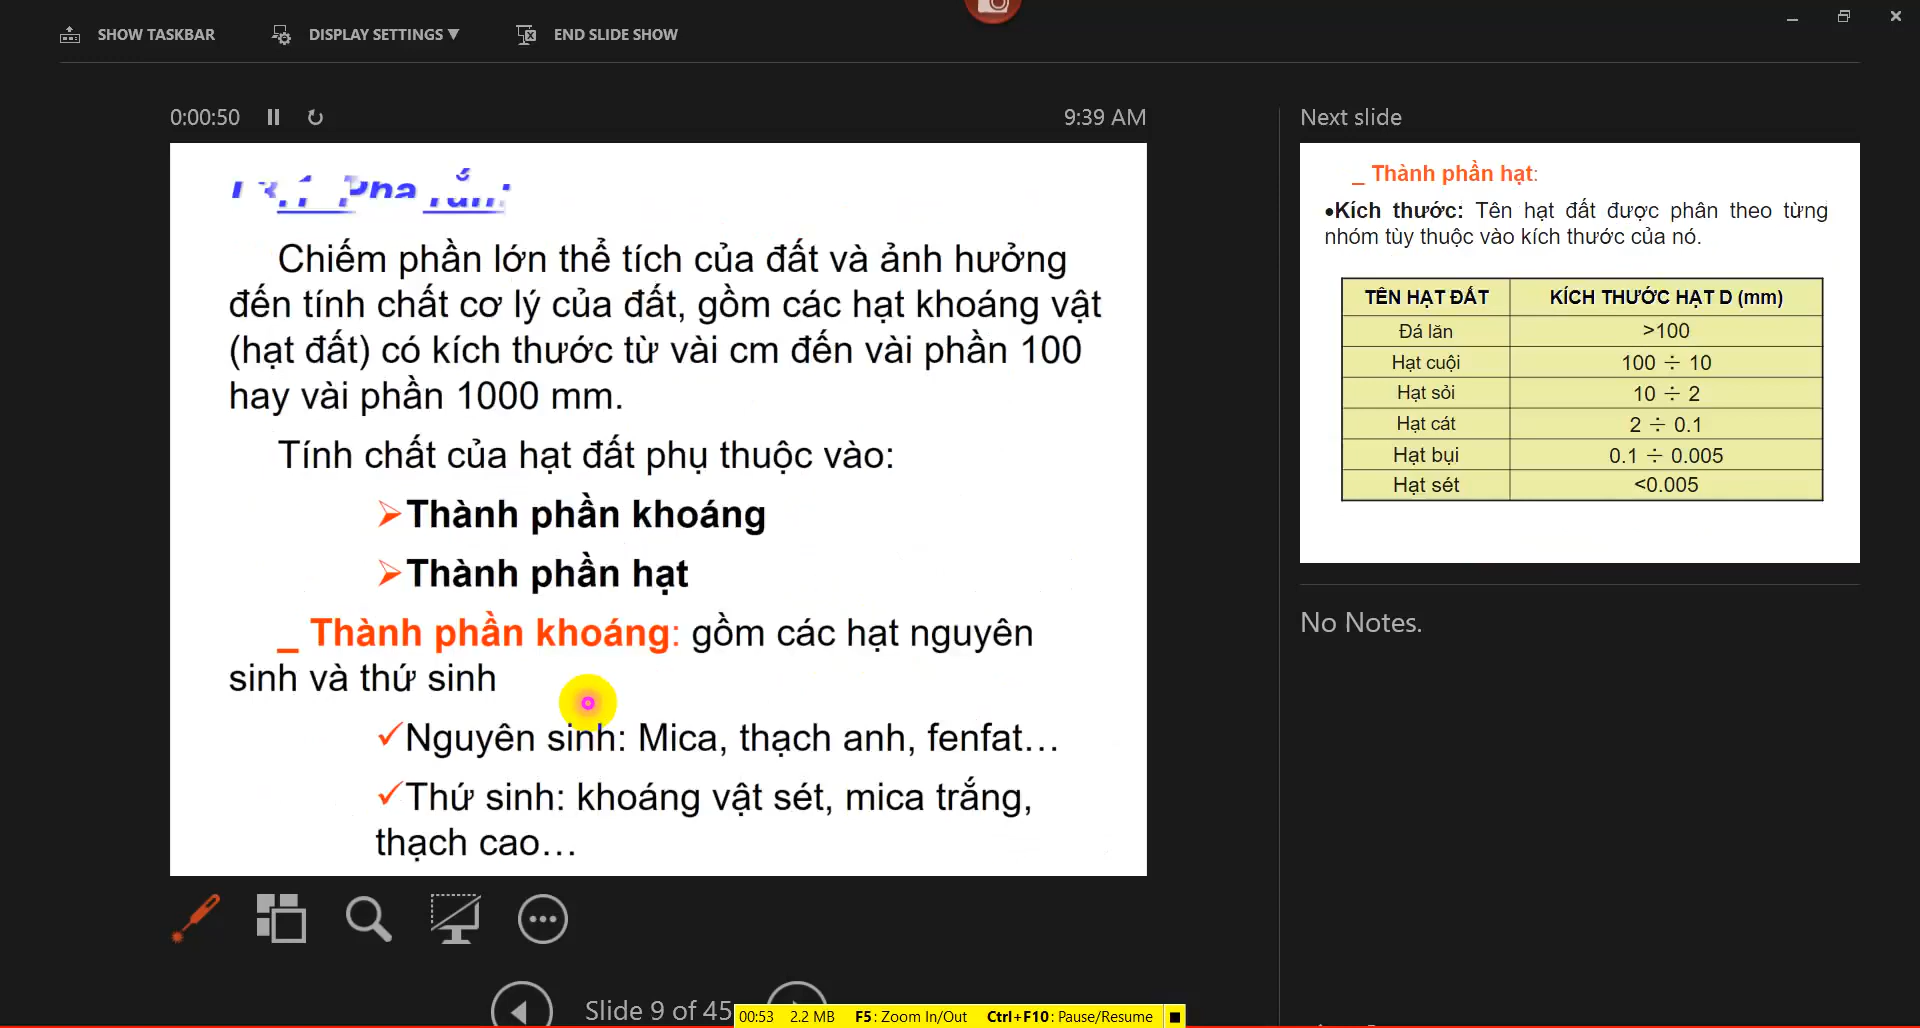 SHOW TASKBAR
DISPLAY SETTINGS ▼
END SLIDE SHOW
0:00:50
9:39 AM
Pha rắn:
Chiếm phần lớn thể tích của đất và ảnh hưởng
đến tính chất cơ lý của đất, gồm các hạt khoáng vật
(hạt đất) có kích thước từ vài cm đến vài phần 100
hay vài phần 1000 mm.
Tính chất của hạt đất phụ thuộc vào:
➢Thành phần khoáng
➢Thành phần hạt
_ Thành phần khoáng: gồm các hạt nguyên
sinh và thứ sinh
✓Nguyên sinh: Mica, thạch anh, fenfat…
✓Thứ sinh: khoáng vật sét, mica trắng,
thạch cao…
Slide 9 of 45
Next slide
_ Thành phần hạt:
•Kích thước: Tên hạt đất được phân theo từng
nhóm tùy thuộc vào kích thước của nó.
TÊN HẠT ĐẤT KÍCH THƯỚC HẠT D (mm)
Đá lăn >100
Hạt cuội 100 ÷ 10
Hạt sỏi 10 ÷ 2
Hạt cát 2 ÷ 0.1
Hạt bụi 0.1 ÷ 0.005
Hạt sét <0.005
No Notes.
00:53 2.2 MB F5: Zoom In/Out Ctrl+F10: Pause/Resume